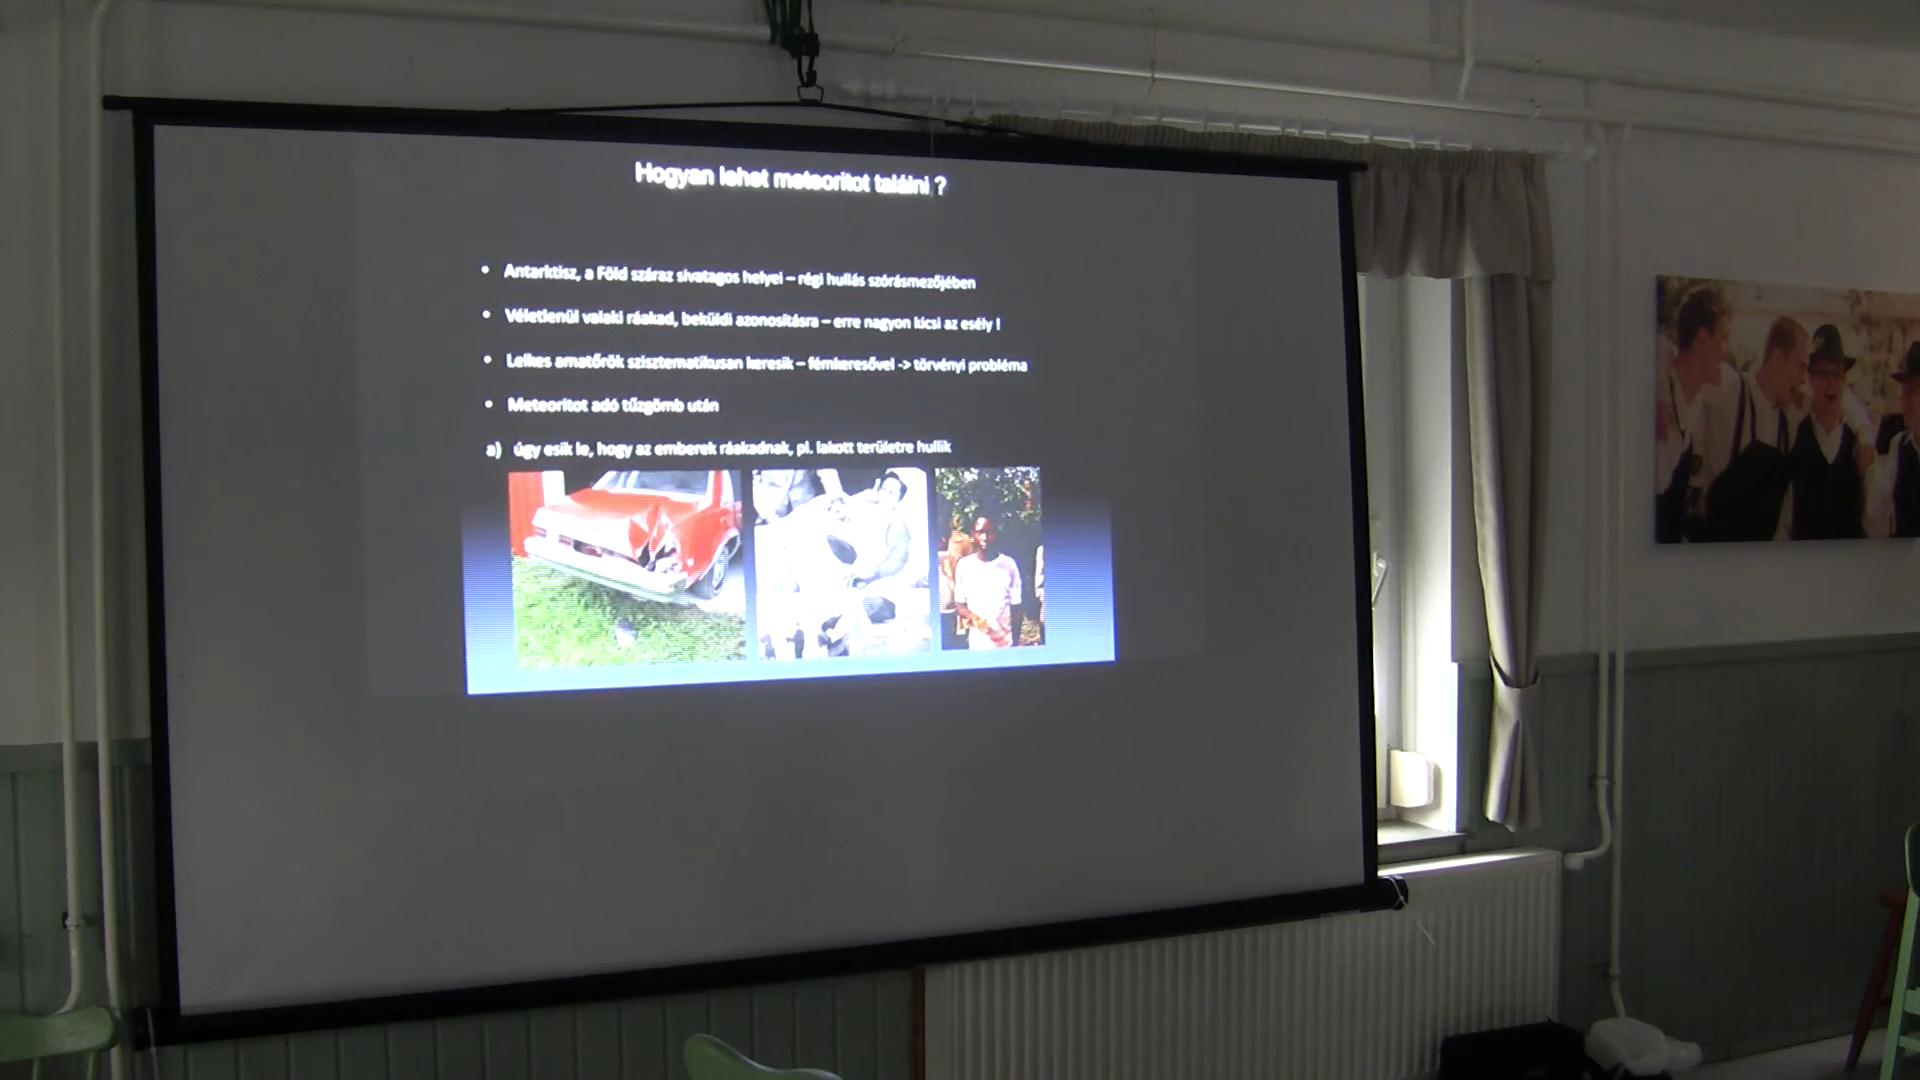 Hogyan lehet meteoritot találni ?
• Antarktisz, a Föld száraz sivatagos helyei – régi hullás szórásmezőjében
• Véletlenül valaki ráakad, beküldi azonosításra – erre nagyon kicsi az esély !
• Lelkes amatőrök szisztematikusan keresik – fémkeresővel -> törvényi probléma
• Meteoritot adó tűzgömb után
a) úgy esik le, hogy az emberek ráakadnak, pl. lakott területre hullik